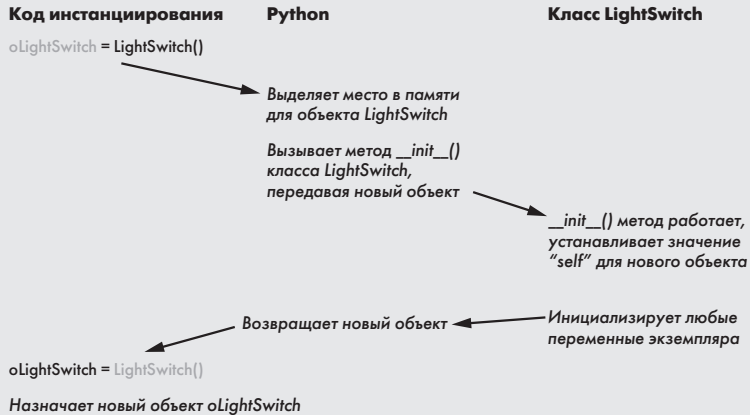 Код инстанциирования
Python
Класс LightSwitch
oLightSwitch = LightSwitch()
Выделяет место в памяти
для объекта LightSwitch
Вызывает метод __init__()
класса LightSwitch,
передавая новый объект
__init__() метод работает,
устанавливает значение
“self” для нового объекта
Инициализирует любые
переменные экземпляра
Возвращает новый объект
oLightSwitch = LightSwitch()
Назначает новый объект oLightSwitch